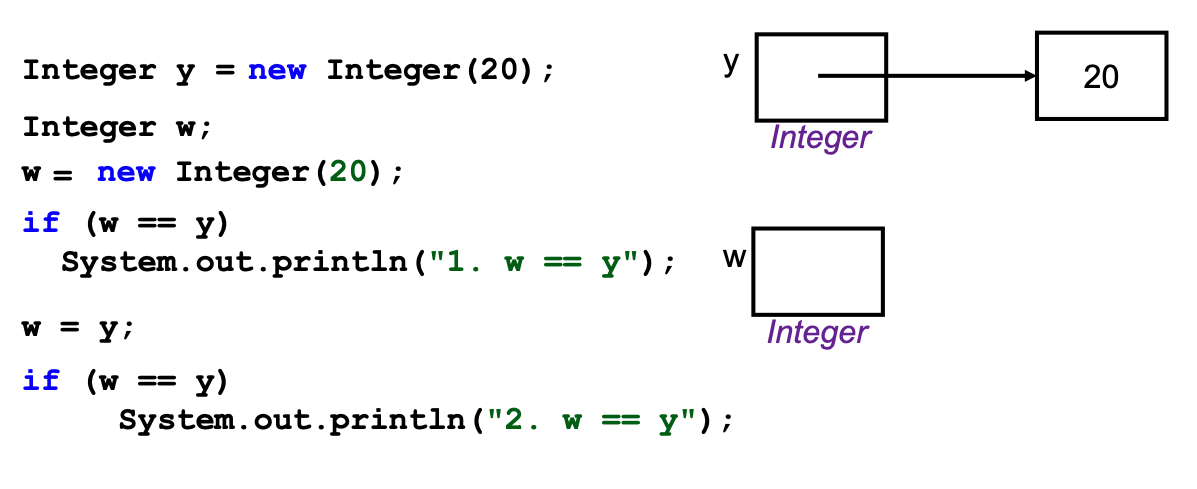 Integer y = new Integer(20);
Integer w;
w = new Integer(20);
if (w == y)
System.out.println("1. w == y");
w = y;
if (w == y)
System.out.println("2. w == y");
y
20
Integer
w
Integer